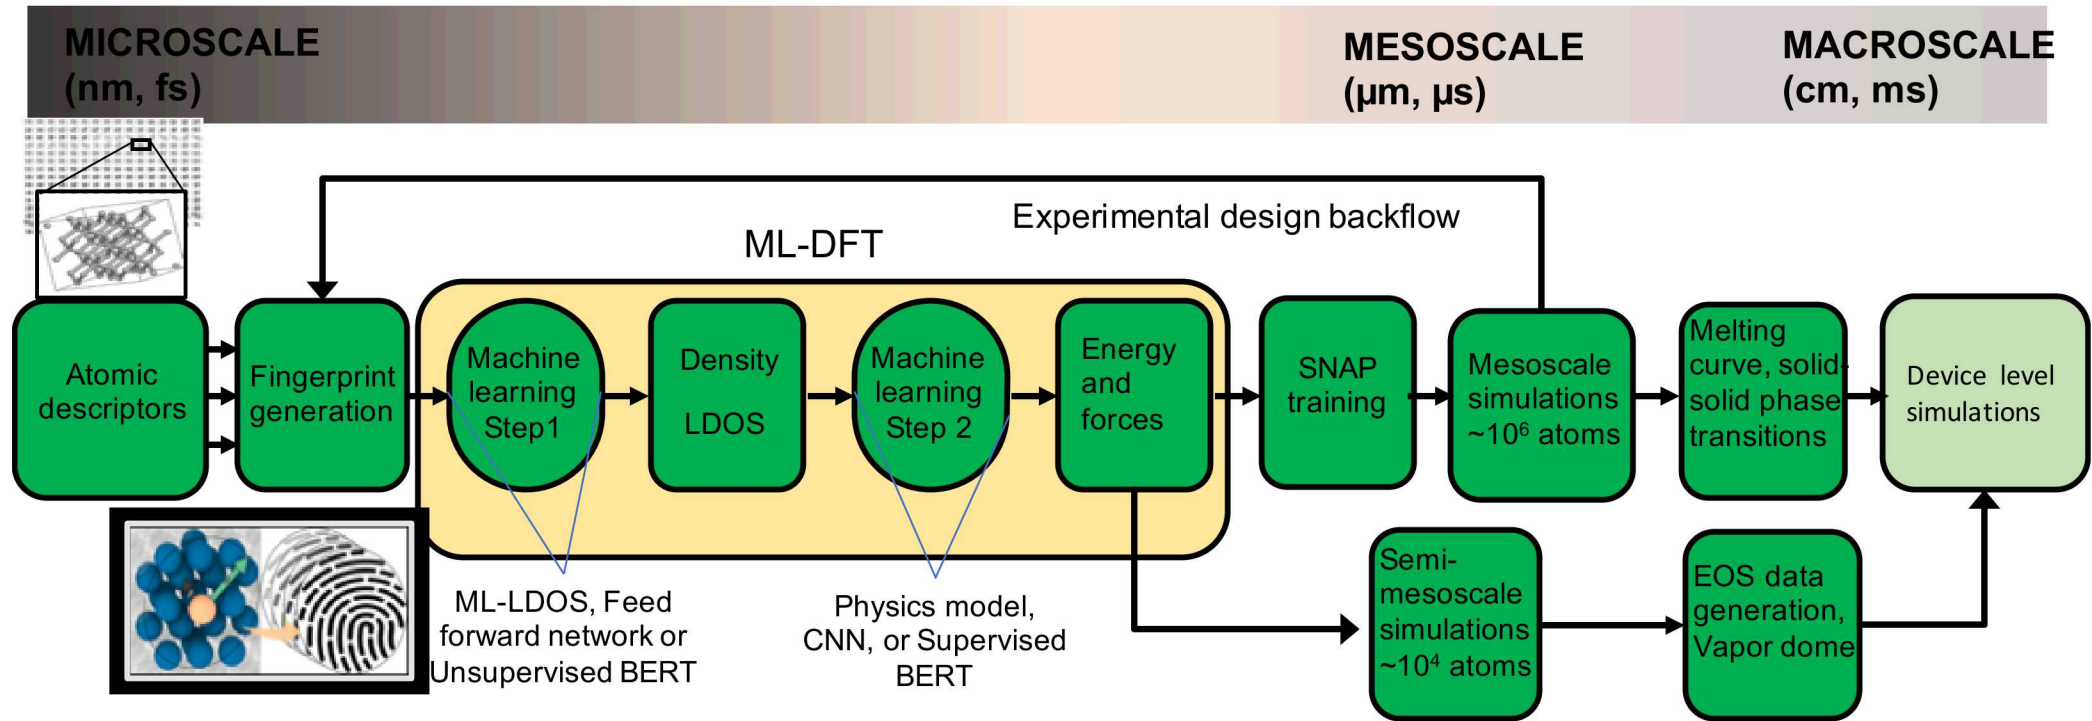 MICROSCALE
(nm, fs)
MESOSCALE
(µm, µs)
MACROSCALE
(cm, ms)
Experimental design backflow
ML-DFT
Atomic
descriptors
Fingerprint
generation
Machine
learning
Step1
Density
LDOS
Machine
learning
Step 2
Energy
and
forces
SNAP
training
Mesoscale
simulations
~10⁶ atoms
Melting
curve, solid-
solid phase
transitions
Device level
simulations
ML-LDOS, Feed
forward network or
Unsupervised BERT
Physics model,
CNN, or Supervised
BERT
Semi-
mesoscale
simulations
~10⁴ atoms
EOS data
generation,
Vapor dome